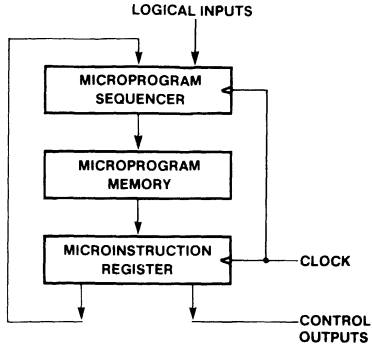 LOGICAL INPUTS
MICROPROGRAM
SEQUENCER
MICROPROGRAM
MEMORY
MICROINSTRUCTION
REGISTER
CLOCK
CONTROL
OUTPUTS